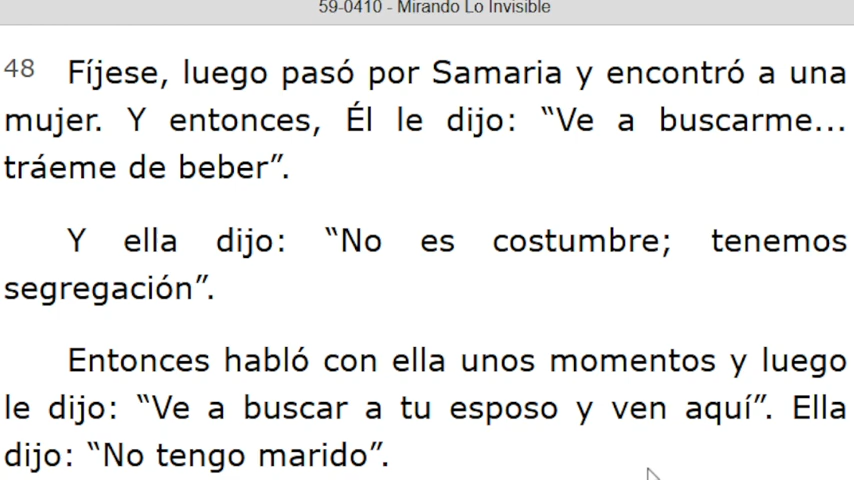 59-0410 - Mirando Lo Invisible
48 Fíjese, luego pasó por Samaria y encontró a una
mujer. Y entonces, Él le dijo: “Ve a buscarme...
tráeme de beber”.
Y ella dijo: “No es costumbre; tenemos
segregación”.
Entonces habló con ella unos momentos y luego
le dijo: “Ve a buscar a tu esposo y ven aquí”. Ella
dijo: “No tengo marido”.